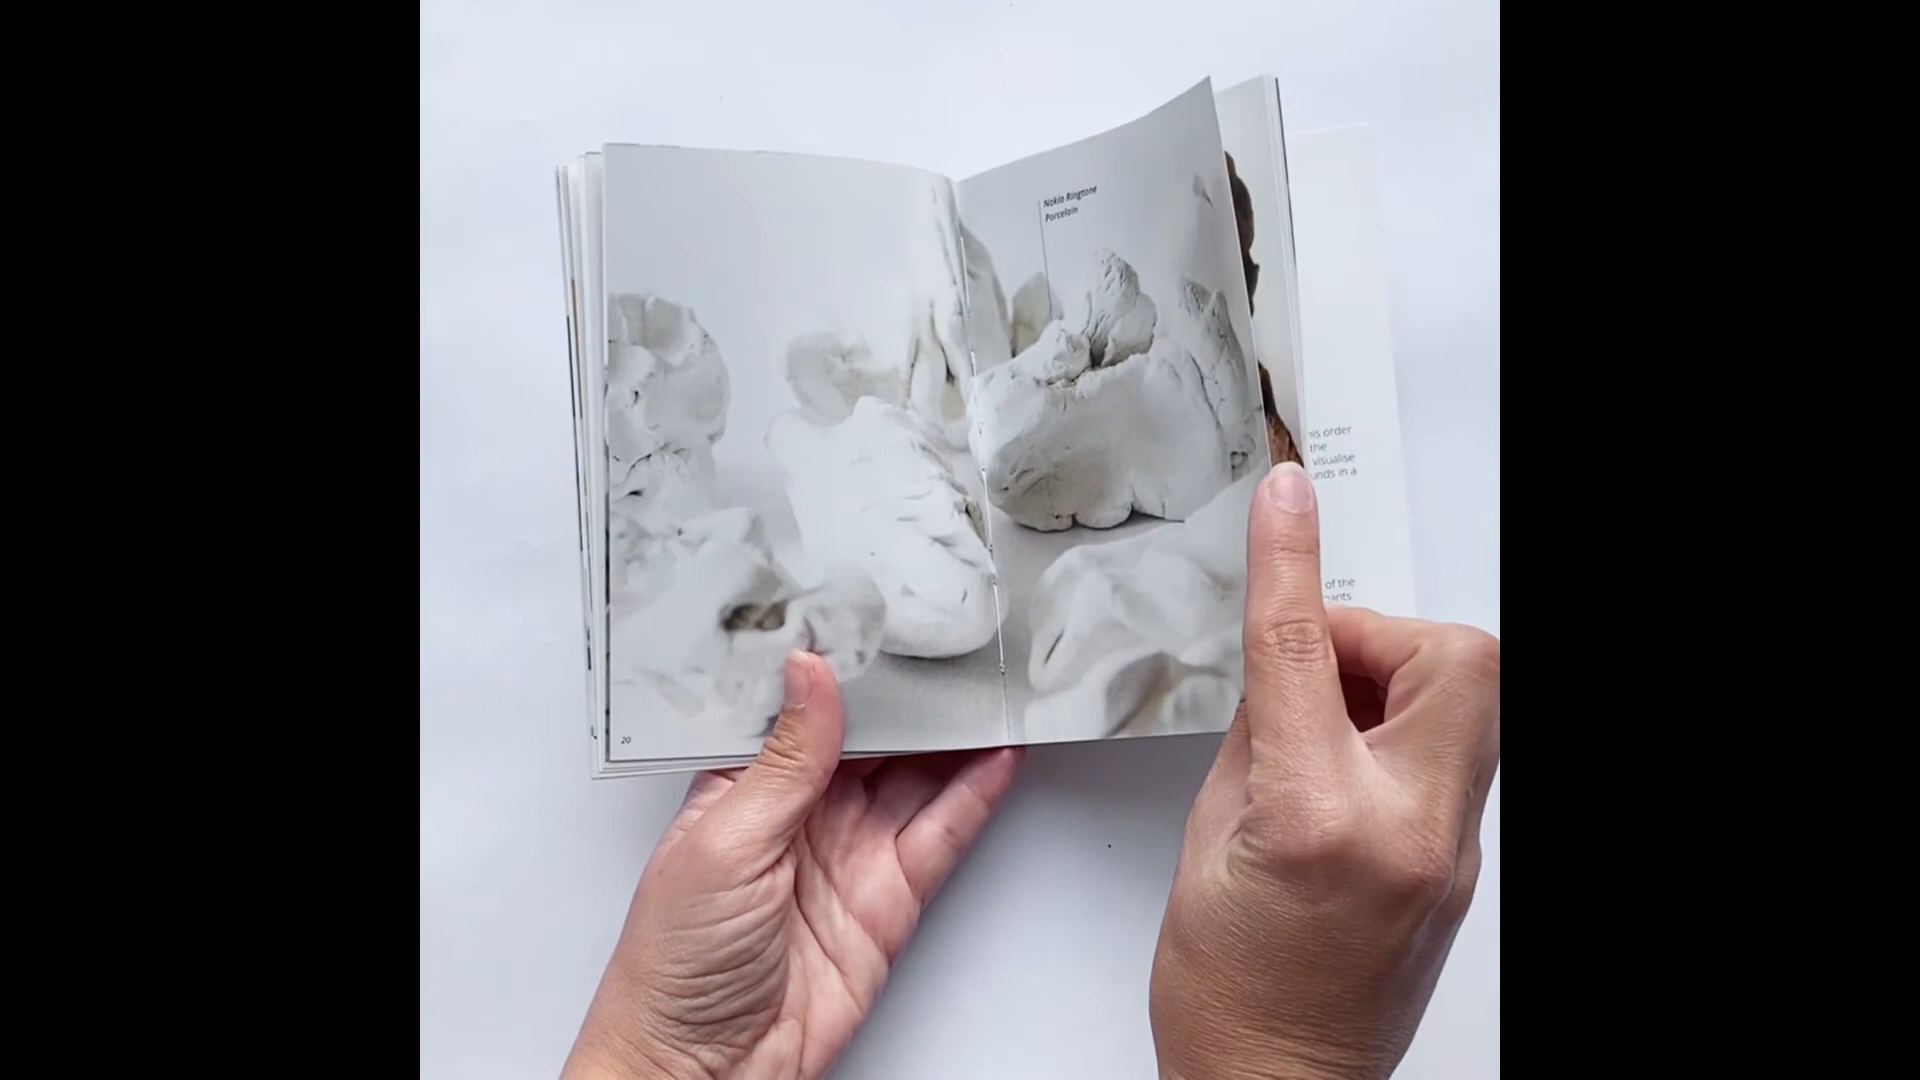 Nokia Ringtone
Porcelain
his order
the
visualise
unds in a
of the
pants
20